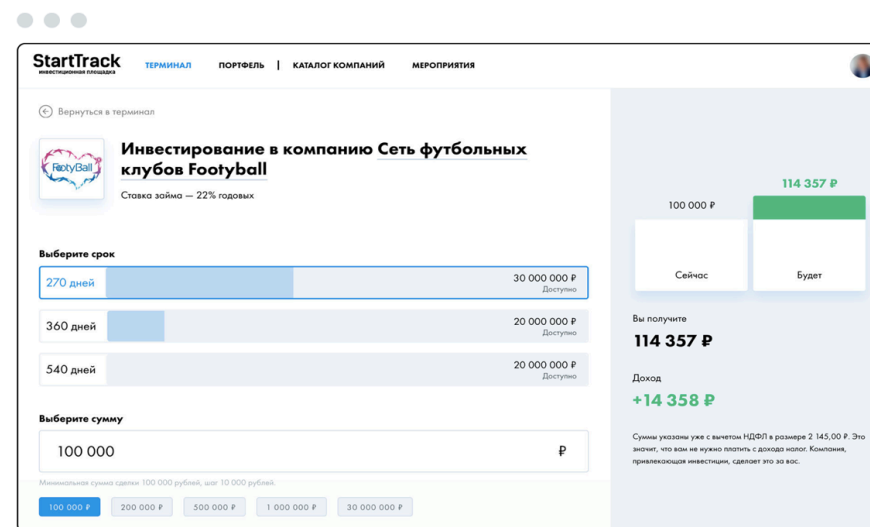 StartTrack
инвестиционная площадка
ТЕРМИНАЛ ПОРТФЕЛЬ | КАТАЛОГ КОМПАНИЙ МЕРОПРИЯТИЯ
Вернуться в терминал
FootyBall
Инвестирование в компанию Сеть футбольных
клубов Footyball
Ставка займа — 22% годовых
Выберите срок
270 дней 30 000 000 ₽
Доступно
360 дней 20 000 000 ₽
Доступно
540 дней 20 000 000 ₽
Доступно
Выберите сумму
100 000 ₽
Минимальная сумма сделки 100 000 рублей, шаг 10 000 рублей.
100 000 ₽ 200 000 ₽ 500 000 ₽ 1 000 000 ₽ 30 000 000 ₽
114 357 ₽
100 000 ₽
Сейчас Будет
Вы получите
114 357 ₽
Доход
+14 358 ₽
Суммы указаны уже с вычетом НДФЛ в размере 2 145,00 ₽. Это
значит, что вам не нужно платить с дохода налог. Компания,
привлекающая инвестиции, сделает это за вас.